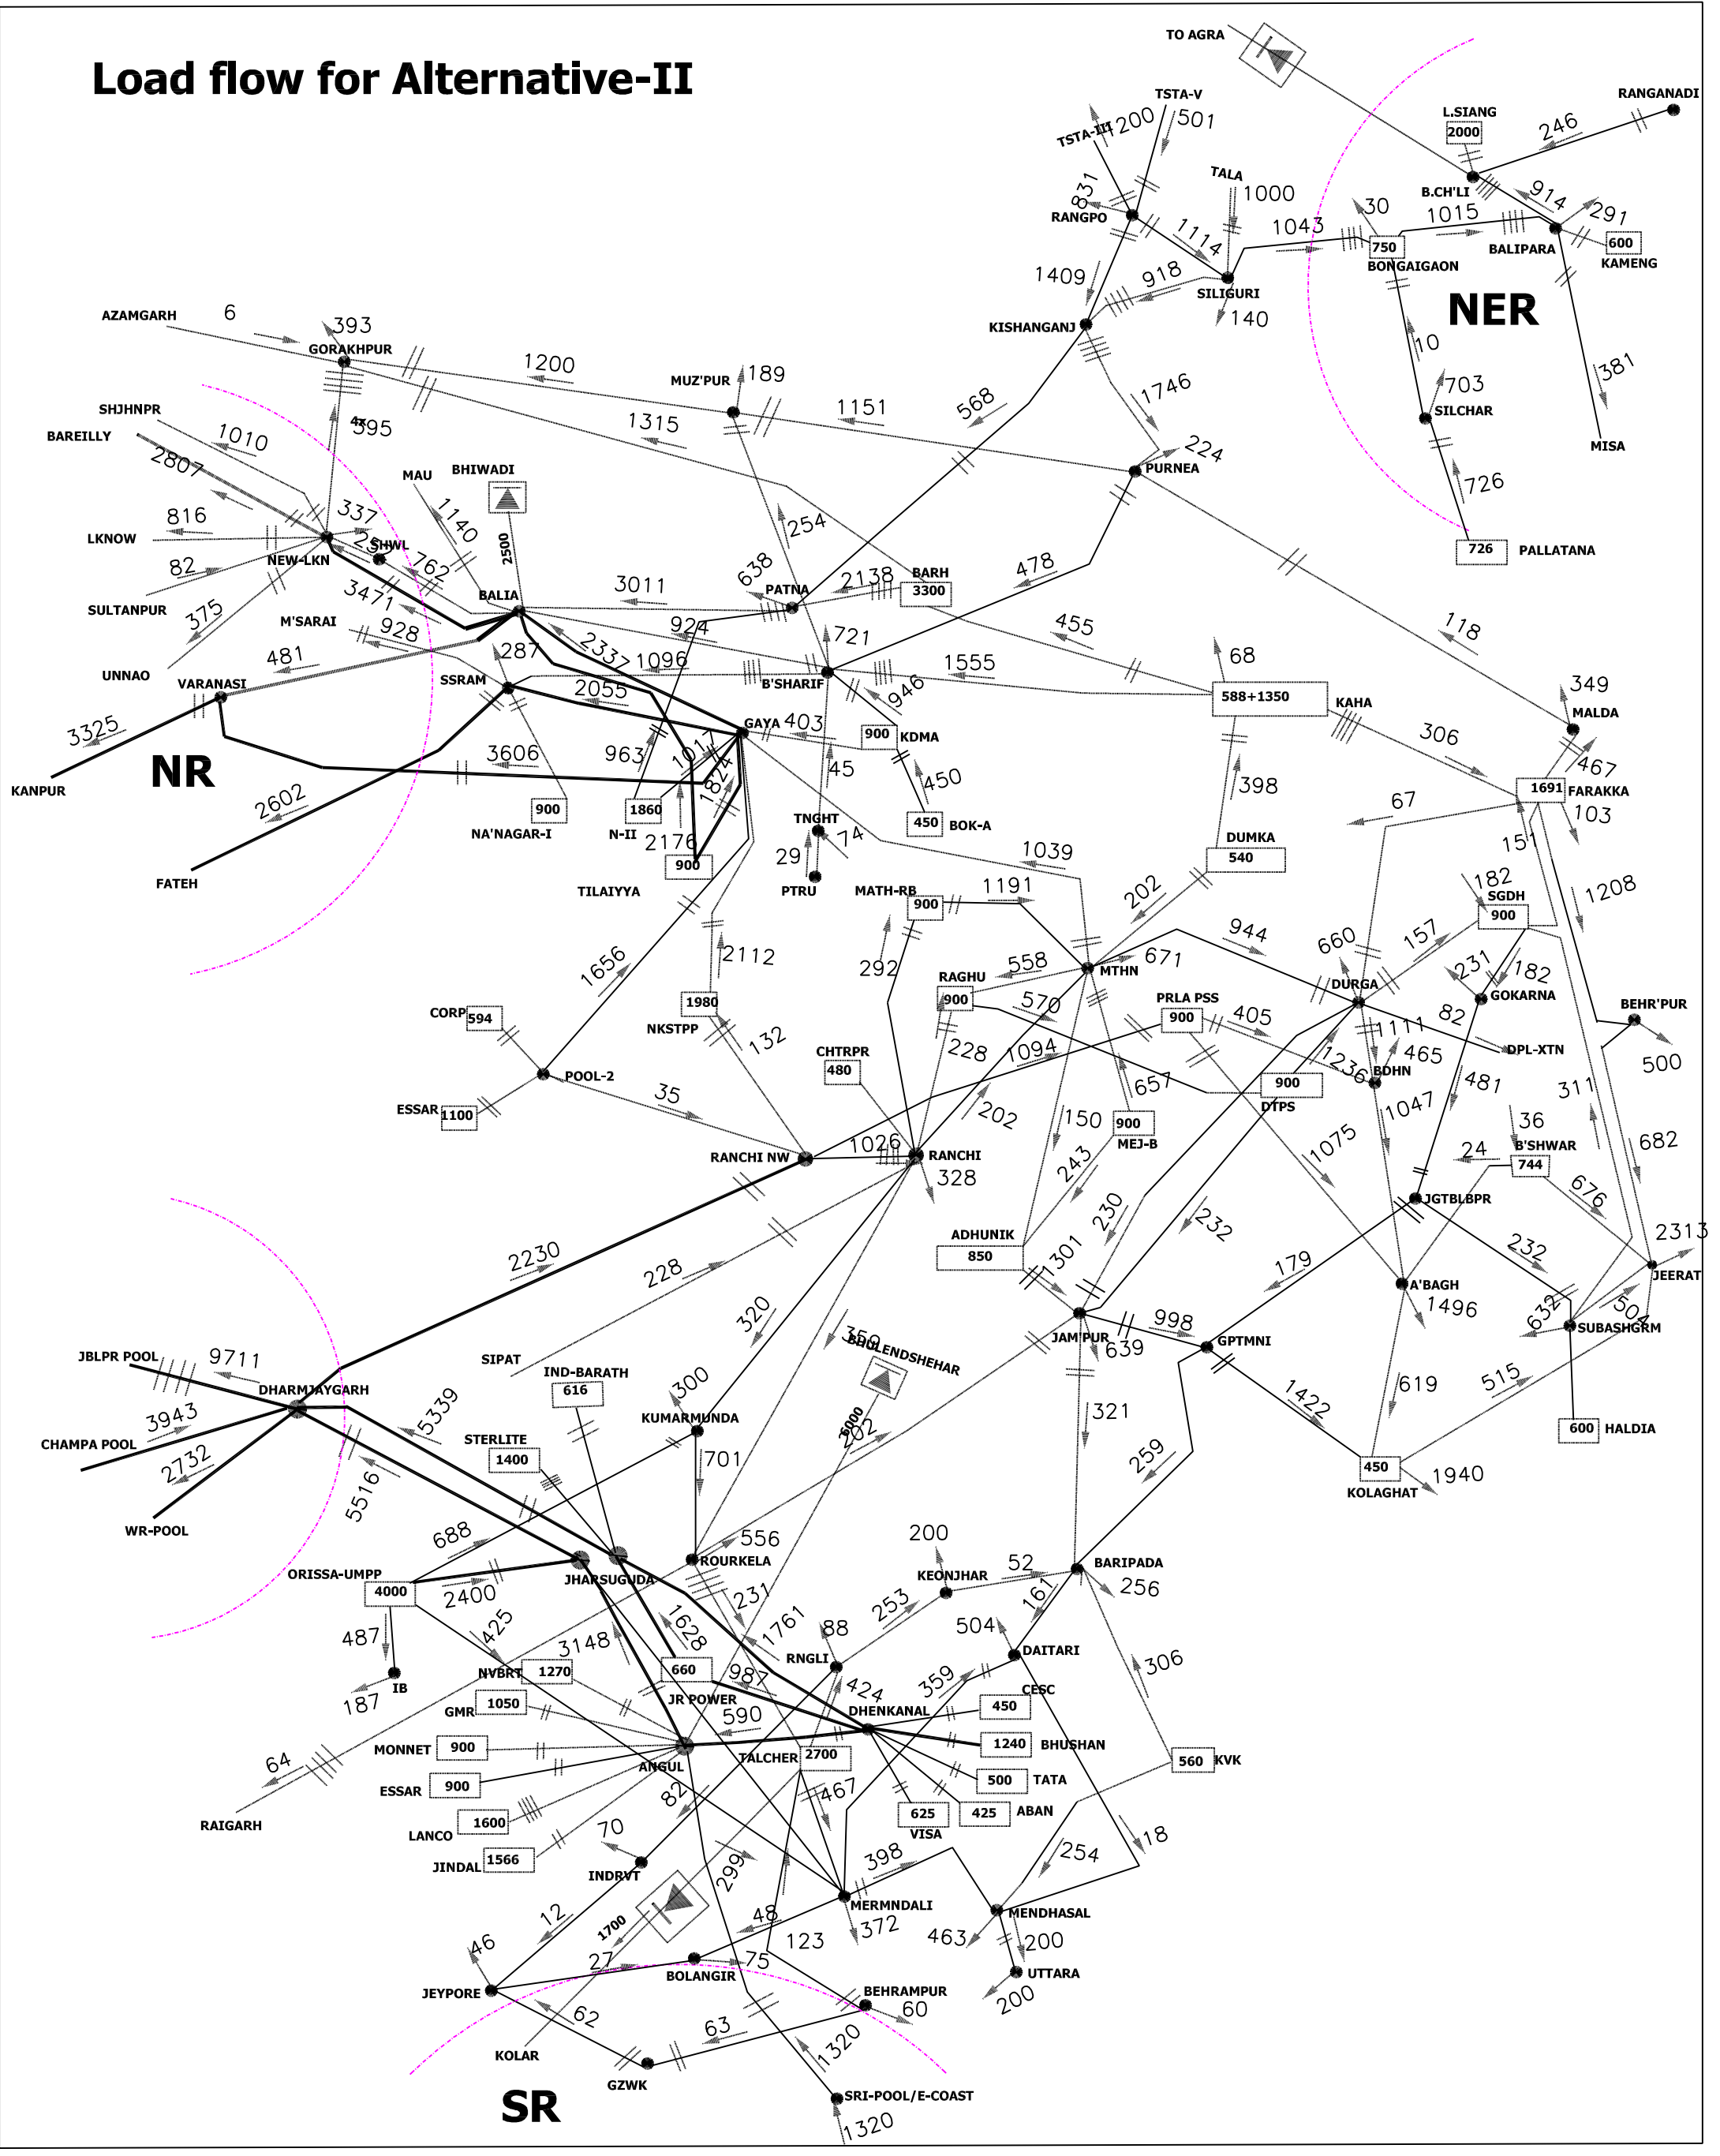 TO AGRA
Load flow for Alternative-II
TSTA-V
RANGANADI
L.SIANG
2000
246
TSTA-III
1200
501
TALA
1000
831
RANGPO
B.CH'LI
914
291
30
1015
BALIPARA
600
KAMENG
1114
1043
750
BONGAIGAON
1409
918
SILIGURI
140
NER
KISHANGANJ
10
381
AZAMGARH
6
393
GORAKHPUR
1200
MUZ'PUR
189
1151
568
1746
703
SILCHAR
MISA
SHJHNPR
BAREILLY
1010
395
1315
224
PURNEA
2807
MAU
BHIWADI
726
LKNOW
816
337
1140
2500
254
726
PALLATANA
NEW-LKN
SHWL
762
82
SULTANPUR
375
3471
BALIA
3011
638
PATNA
2138
BARH
3300
478
M'SARAI
928
924
721
455
118
UNNAO
481
287
2337
1096
B'SHARIF
1555
68
VARANASI
SSRAM
2055
946
588+1350
KAHA
349
MALDA
3325
GAYA
403
900
KDMA
306
467
KANPUR
NR
3606
963
1017
1824
45
450
398
67
1691
FARAKKA
103
2602
900
NA'NAGAR-I
1860
N-II
2176
900
TILAIYYA
TNGHT
74
450
BOK-A
DUMKA
540
151
FATEH
29
PTRU
1039
MATH-RB
900
1191
202
182
SGDH
900
1208
1656
2112
292
944
660
157
RAGHU
558
671
MTHN
231
182
CORP
594
1980
NKSTPP
900
570
PRLA PSS
900
405
DURGA
GOKARNA
BEHR'PUR
132
228
1094
1111
82
DPL-XTN
500
CHTRPR
480
1236
465
BDHN
POOL-2
35
202
657
900
DTPS
481
311
ESSAR
1100
150
900
MEJ-B
1047
36
682
RANCHI NW
1026
RANCHI
328
243
1075
24
B'SHWAR
744
676
230
232
JGTBLBPR
ADHUNIK
850
1301
232
2313
2230
228
179
JEERAT
A'BAGH
1496
320
359
998
632
504
SUBASHGRM
JAM'PUR
639
GPTMNI
JBLPR POOL
9711
SIPAT
IND-BARATH
616
BHULENDSHEHAR
DHARMJAYGARH
300
6000
321
1422
619
515
3943
CHAMPA POOL
5339
KUMARMUNDA
202
600
HALDIA
2732
STERLITE
1400
701
259
450
KOLAGHAT
1940
WR-POOL
5516
688
556
200
ORISSA-UMPP
4000
2400
JHARSUGUDA
ROURKELA
KEONJHAR
52
BARIPADA
256
231
161
487
425
3148
1628
1761
88
253
504
DAITARI
187
IB
NVBRT
1270
660
987
RNGLI
424
359
306
GMR
1050
JR POWER
590
DHENKANAL
CESC
450
MONNET
900
ANGUL
TALCHER
2700
1240
BHUSHAN
560
KVK
64
ESSAR
900
82
467
500
TATA
RAIGARH
LANCO
1600
70
625
VISA
425
ABAN
JINDAL
1566
INDRVT
299
398
254
18
MERMNDALI
372
12
1700
48
123
463
MENDHASAL
200
46
27
BOLANGIR
75
UTTARA
200
JEYPORE
62
BEHRAMPUR
60
KOLAR
63
1320
GZWK
SR
SRI-POOL/E-COAST
1320